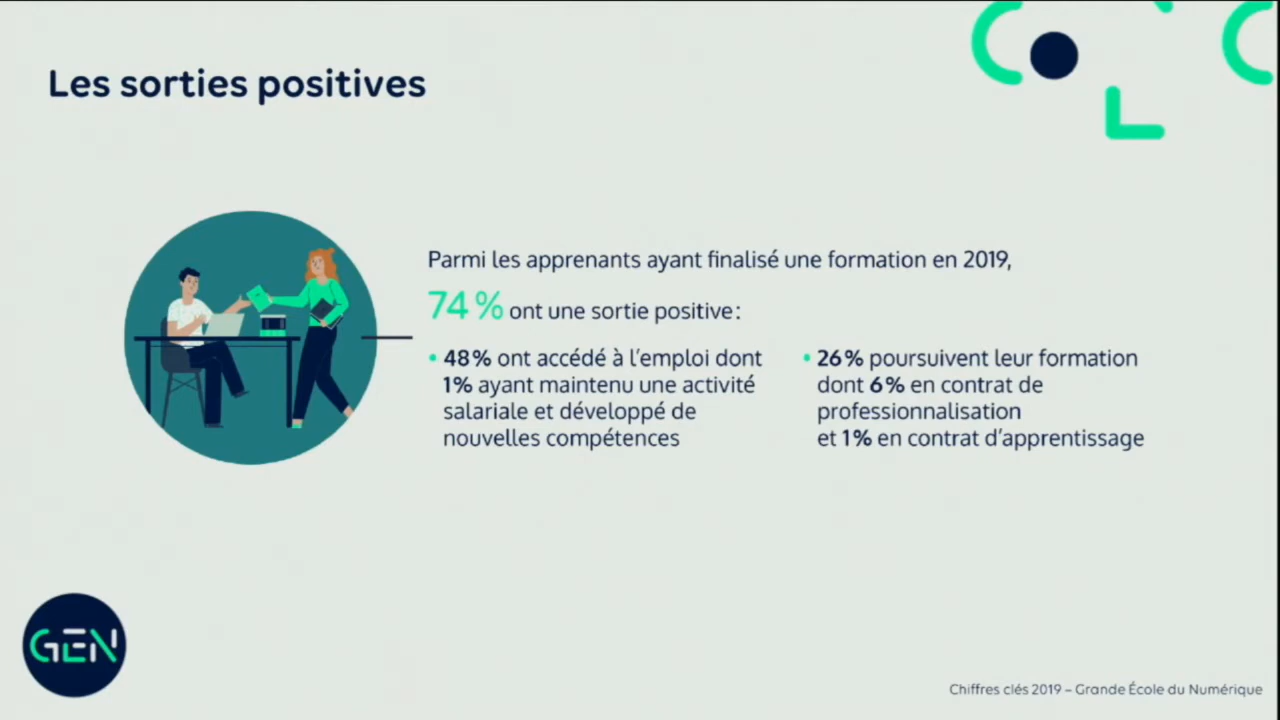 Les sorties positives
Parmi les apprenants ayant finalisé une formation en 2019,
74 % ont une sortie positive :
• 48 % ont accédé à l'emploi dont
1% ayant maintenu une activité
salariale et développé de
nouvelles compétences
• 26 % poursuivent leur formation
dont 6 % en contrat de
professionnalisation
et 1% en contrat d'apprentissage
GEN
Chiffres clés 2019 – Grande École du Numérique